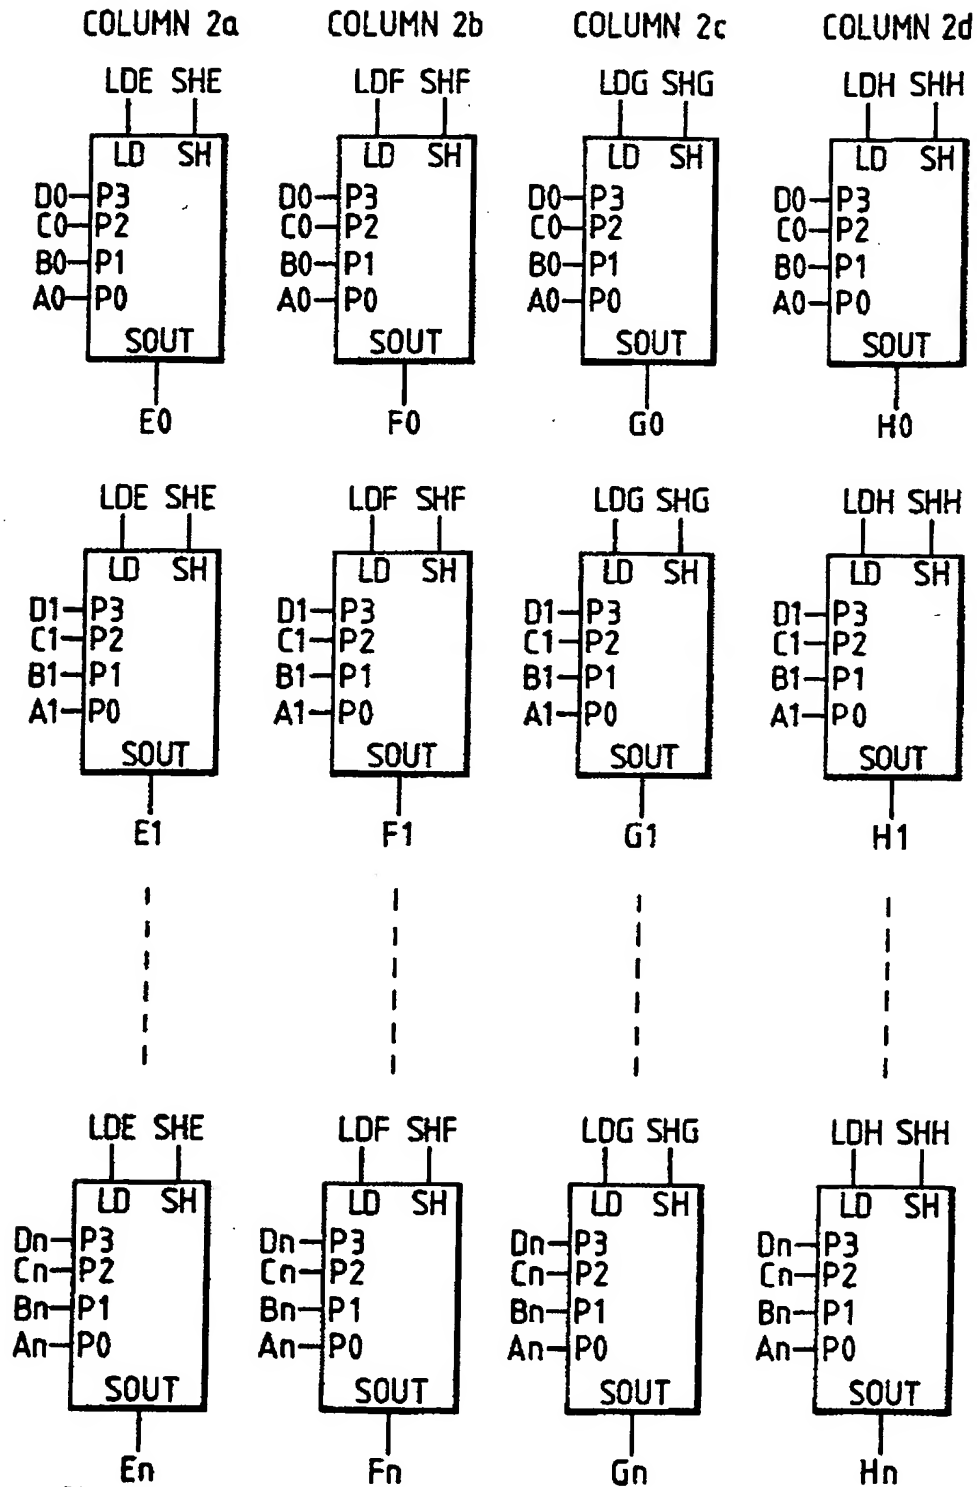 COLUMN 2a COLUMN 2b COLUMN 2c COLUMN 2d
LDE SHE LDF SHF LDG SHG LDH SHH
LD SH LD SH LD SH LD SH
D0 P3 D0 P3 D0 P3 D0 P3
C0 P2 C0 P2 C0 P2 C0 P2
B0 P1 B0 P1 B0 P1 B0 P1
A0 P0 A0 P0 A0 P0 A0 P0
SOUT SOUT SOUT SOUT
E0 F0 G0 H0
LDE SHE LDF SHF LDG SHG LDH SHH
LD SH LD SH LD SH LD SH
D1 P3 D1 P3 D1 P3 D1 P3
C1 P2 C1 P2 C1 P2 C1 P2
B1 P1 B1 P1 B1 P1 B1 P1
A1 P0 A1 P0 A1 P0 A1 P0
SOUT SOUT SOUT SOUT
E1 F1 G1 H1
LDE SHE LDF SHF LDG SHG LDH SHH
LD SH LD SH LD SH LD SH
Dn P3 Dn P3 Dn P3 Dn P3
Cn P2 Cn P2 Cn P2 Cn P2
Bn P1 Bn P1 Bn P1 Bn P1
An P0 An P0 An P0 An P0
SOUT SOUT SOUT SOUT
En Fn Gn Hn